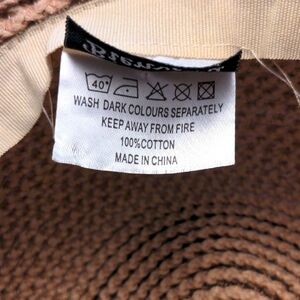 40°
WASH DARK COLOURS SEPARATELY
KEEP AWAY FROM FIRE
100%COTTON
MADE IN CHINA